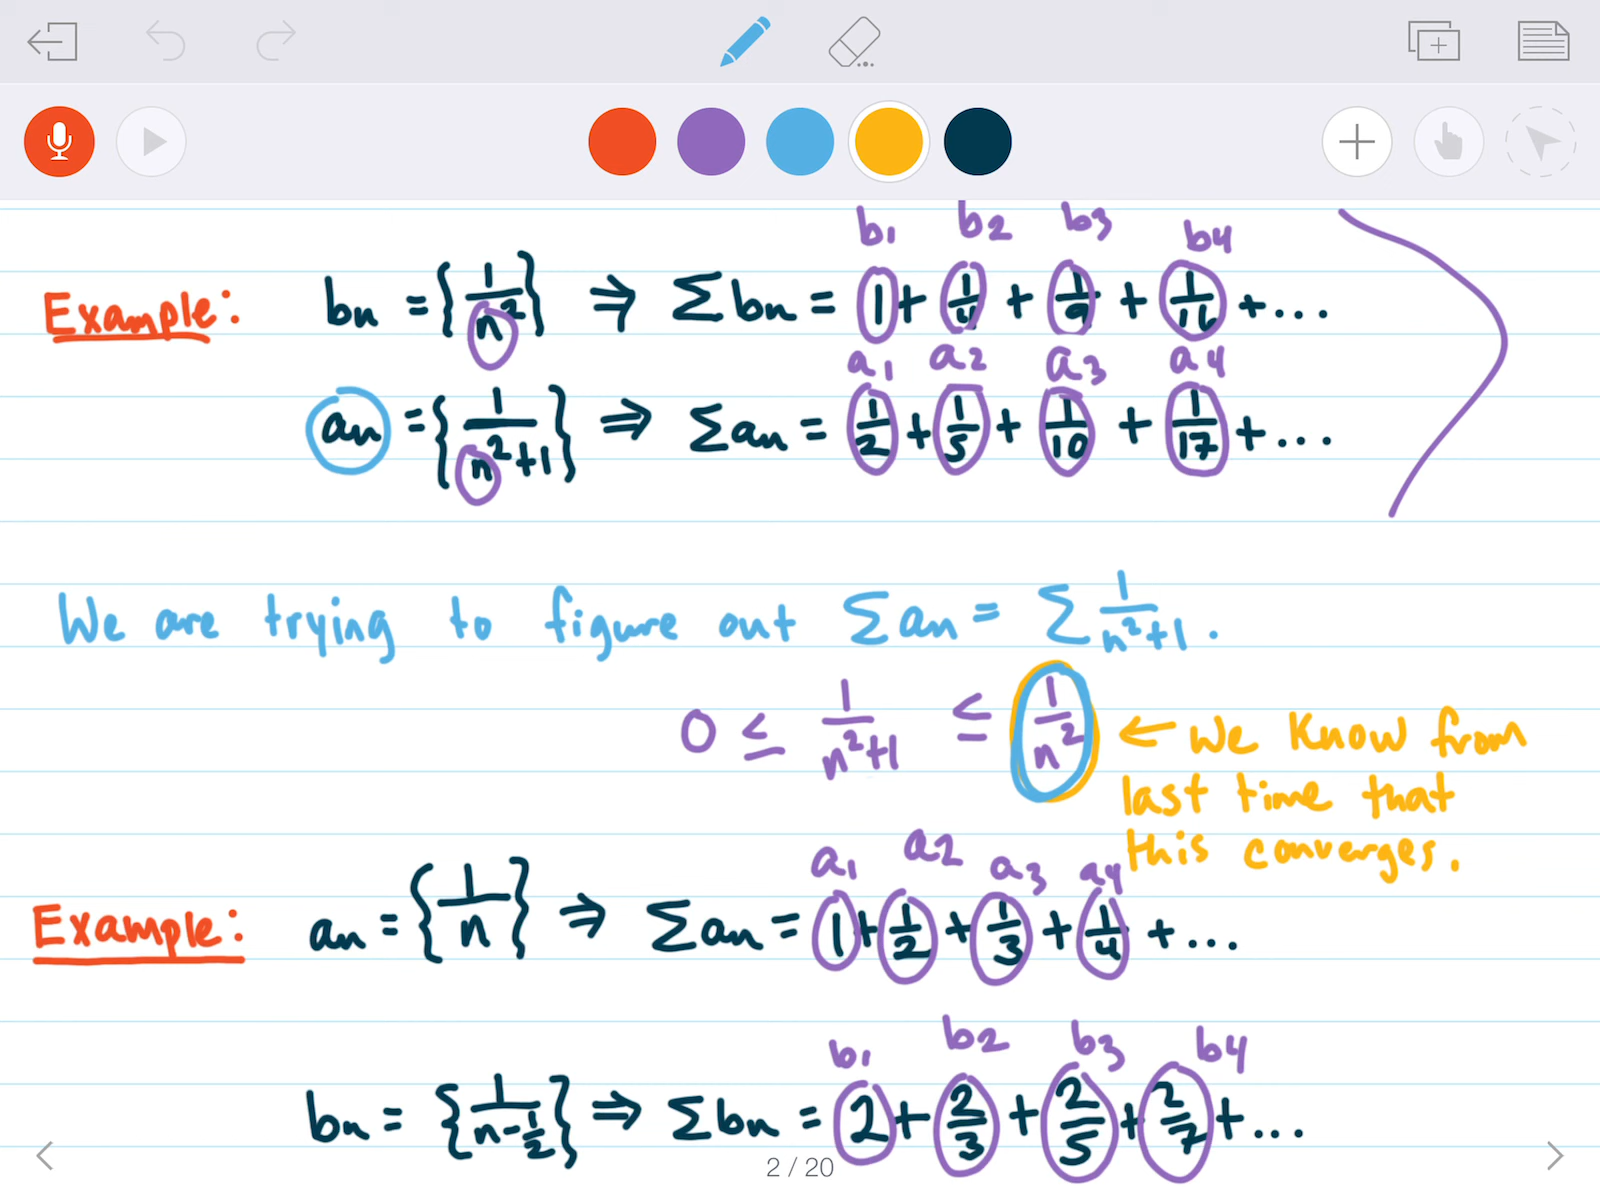 b1 b2 b3 b4
Example: bn = {1/n²} ⇒ Σbn = 1 + 1/4 + 1/9 + 1/16 + ...
a1 a2 a3 a4
an = {1/n²+1} ⇒ Σan = 1/2 + 1/5 + 1/10 + 1/17 + ...
We are trying to figure out Σan = Σ 1/n²+1.
0 ≤ 1/n²+1 ≤ 1/n² ← We know from
last time that
this converges.
a1 a2 a3 a4
Example: an = {1/n} ⇒ Σan = 1 + 1/2 + 1/3 + 1/4 + ...
b1 b2 b3 b4
bn = {1/n-1/2} ⇒ Σbn = 2 + 2/3 + 2/5 + 2/7 + ...
2 / 20